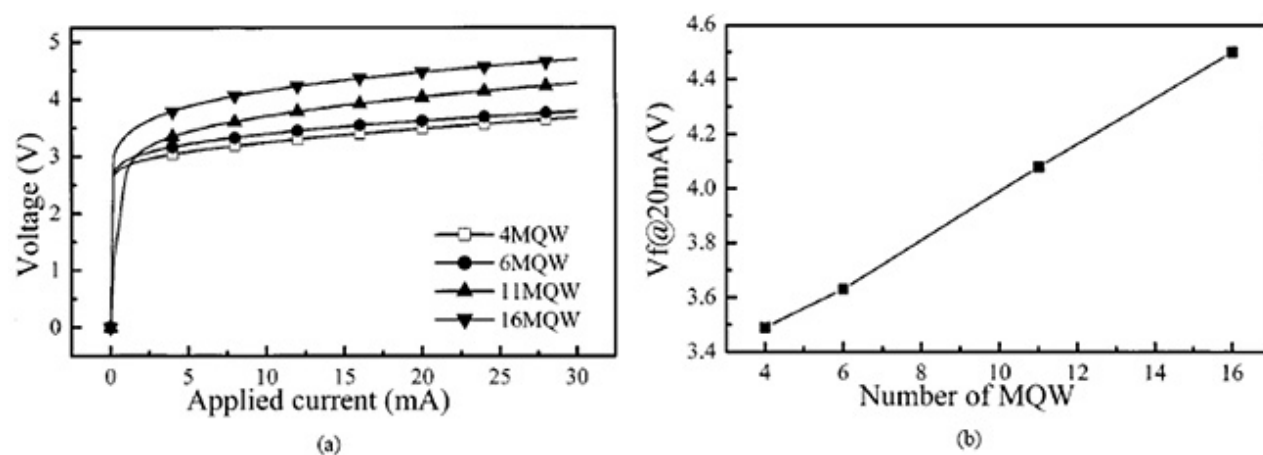 Voltage (V)
5
4
3
2
1
0
4MQW
6MQW
11MQW
16MQW
0 5 10 15 20 25 30
Applied current (mA)
(a)
Vf@20mA(V)
4.6
4.4
4.2
4.0
3.8
3.6
3.4
4 6 8 10 12 14 16
Number of MQW
(b)